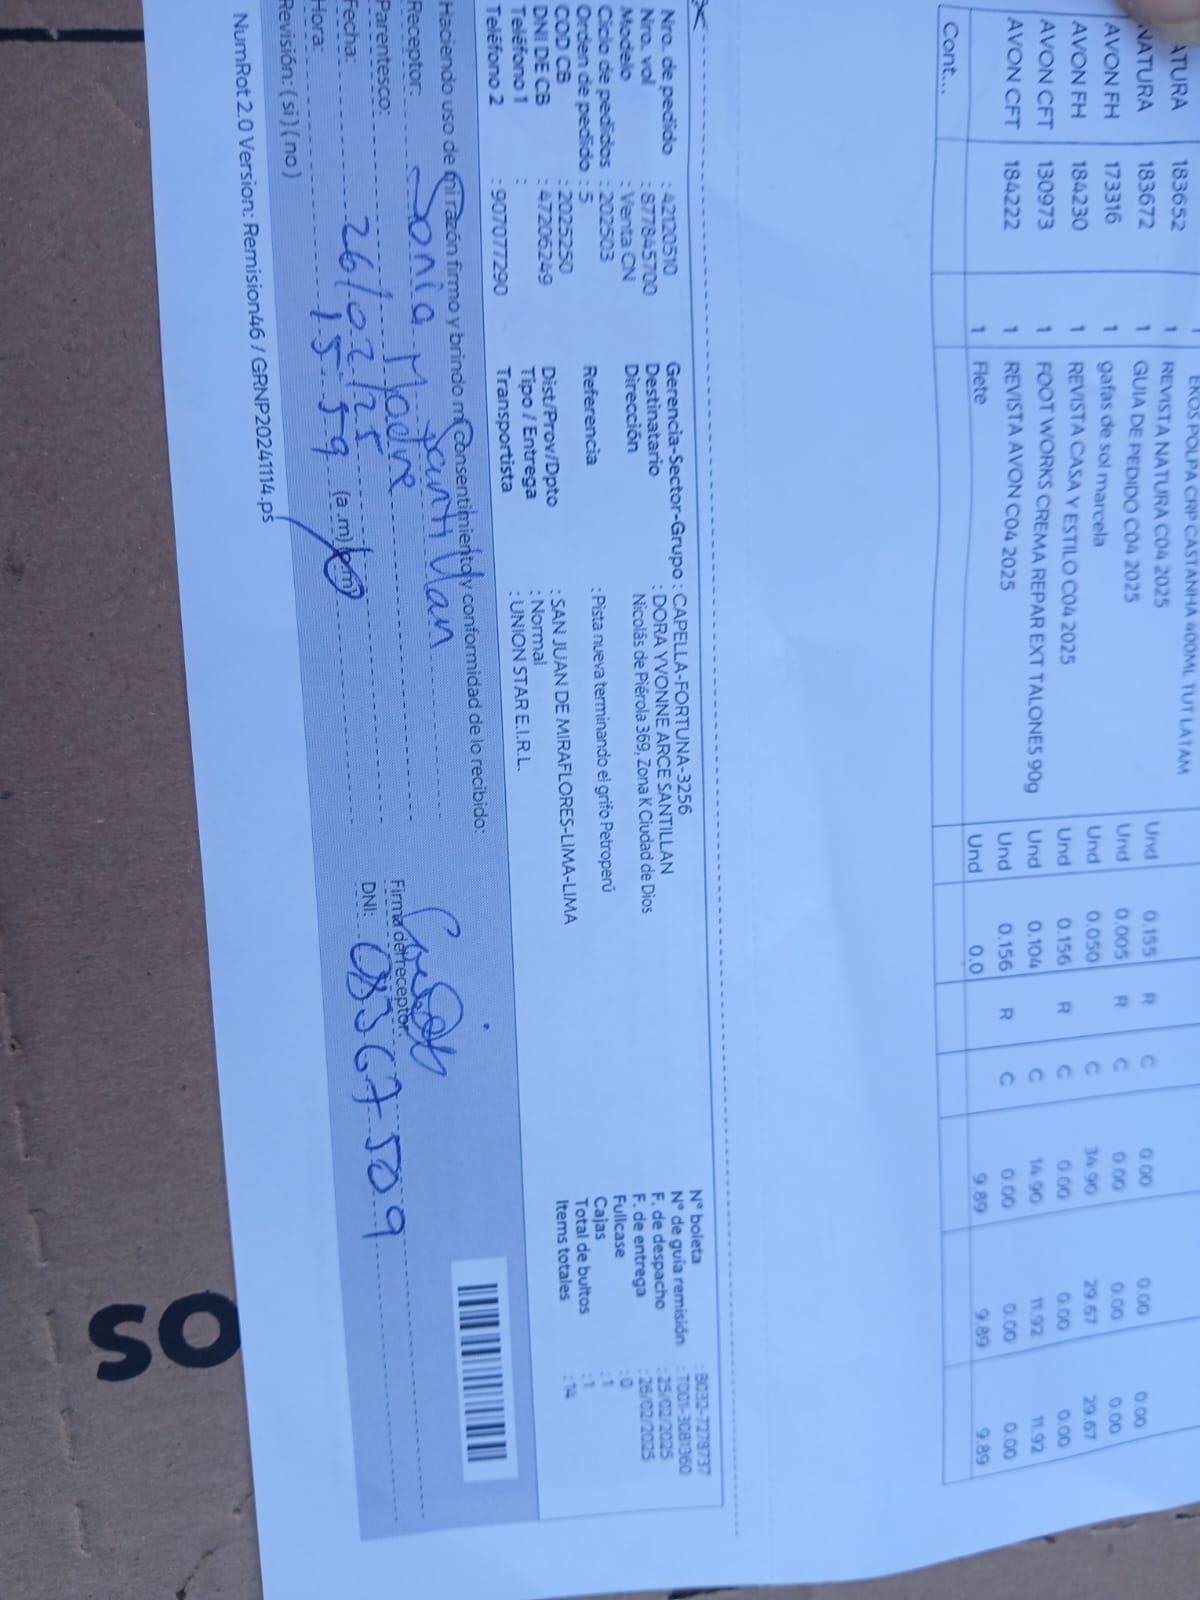 EKOS POLPA CRP CASTANHA 400ML TUT LATAM
NATURA 183652 1 REVISTA NATURA C04 2025 Und 0.155 R C 0.00 0.00 0.00
NATURA 183672 1 GUIA DE PEDIDO C04 2025 Und 0.005 R C 0.00 0.00 0.00
AVON FH 173316 1 gafas de sol marcela Und 0.050 C 34.90 29.67 29.67
AVON FH 184230 1 REVISTA CASA Y ESTILO C04 2025 Und 0.156 R C 0.00 0.00 0.00
AVON CFT 130973 1 FOOT WORKS CREMA REPAR EXT TALONES 90g Und 0.104 C 14.90 11.92 11.92
AVON CFT 184222 1 REVISTA AVON C04 2025 Und 0.156 R C 0.00 0.00 0.00
1 Flete Und 0.0 9.89 9.89 9.89
Cont....
Nro. de pedido : 42120510 Gerencia-Sector-Grupo : CAPELLA-FORTUNA-3256 N° boleta : B032-7278737
Nro. vol : 877845700 Destinatario : DORA YVONNE ARCE SANTILLAN N° de guía remisión : T001-3081360
Modelo : Venta CN Dirección Nicolás de Piérola 369, Zona K Ciudad de Dios F. de despacho : 25/02/2025
Ciclo de pedidos : 202503 F. de entrega : 26/02/2025
Orden de pedido : 5 Referencia : Pista nueva terminando el grifo Petroperú Fullcase : 0
COD CB : 2025250 Cajas : 1
DNI DE CB : 47206249 Dist/Prov/Dpto : SAN JUAN DE MIRAFLORES-LIMA-LIMA Total de bultos : 1
Teléfono 1 : Tipo / Entrega : Normal Items totales : 14
Teléfono 2 : 907077290 Transportista : UNION STAR E.I.R.L.
Haciendo uso de mi razón firmo y brindo mi consentimiento y conformidad de lo recibido:
Receptor: Sonia Santillan Firma del receptor:
Parentesco: Madre DNI: 08367509
Fecha: 26/02/25
Hora: 15:59 (a.m) (p.m)
Revisión: ( si ) ( no )
NumRot 2.0 Version: Remision46 / GRNP20241114.ps
SO